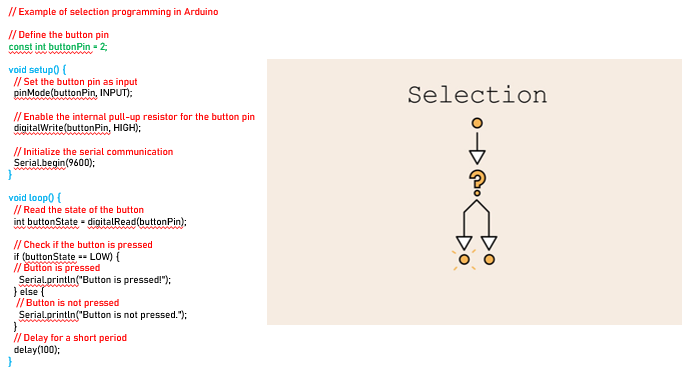 // Example of selection programming in Arduino
// Define the button pin
const int buttonPin = 2;
void setup() {
// Set the button pin as input
pinMode(buttonPin, INPUT);
// Enable the internal pull-up resistor for the button pin
digitalWrite(buttonPin, HIGH);
// Initialize the serial communication
Serial.begin(9600);
}
void loop() {
// Read the state of the button
int buttonState = digitalRead(buttonPin);
// Check if the button is pressed
if (buttonState == LOW) {
// Button is pressed
Serial.println("Button is pressed!");
} else {
// Button is not pressed
Serial.println("Button is not pressed.");
}
// Delay for a short period
delay(100);
}
Selection
?